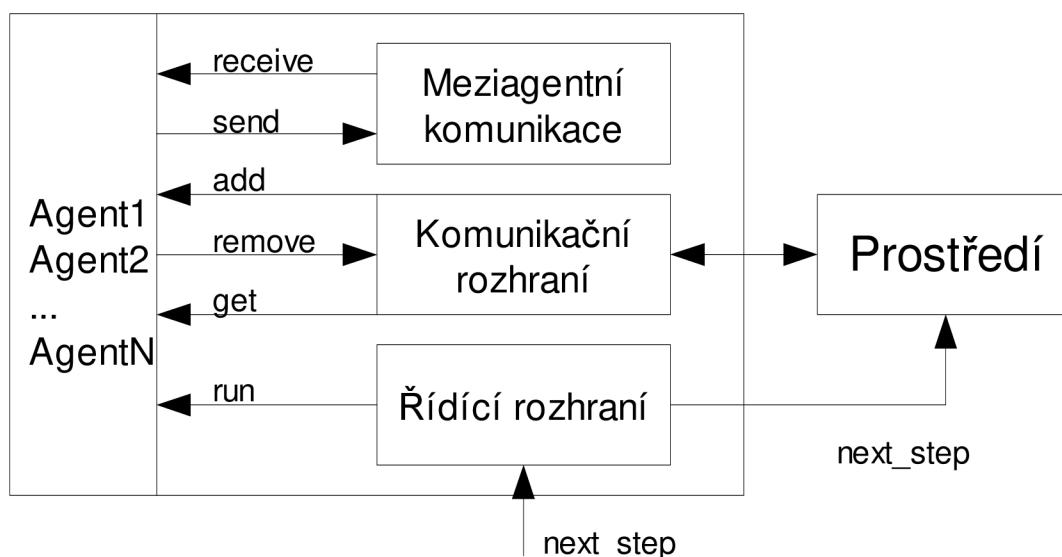 receive
send
add
remove
get
run
Agent1
Agent2
...
AgentN
Meziagentní
komunikace
Komunikační
rozhraní
Řídící rozhraní
Prostředí
next_step
next_step